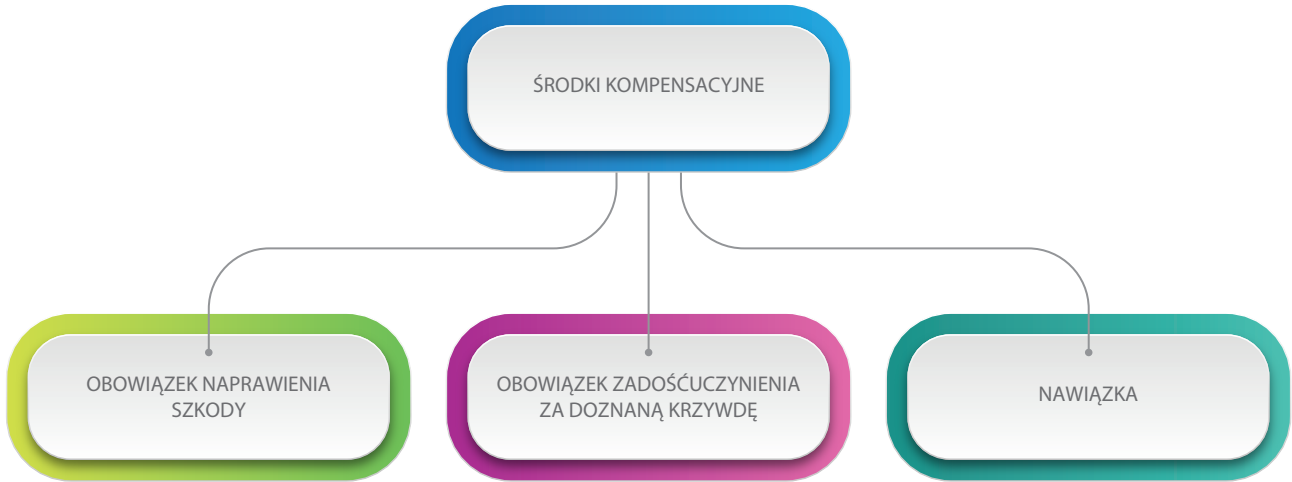 ŚRODKI KOMPENSACYJNE
OBOWIĄZEK NAPRAWIENIA
SZKODY
OBOWIĄZEK ZADOŚĆUCZYNIENIA
ZA DOZNANĄ KRZYWDĘ
NAWIĄZKA